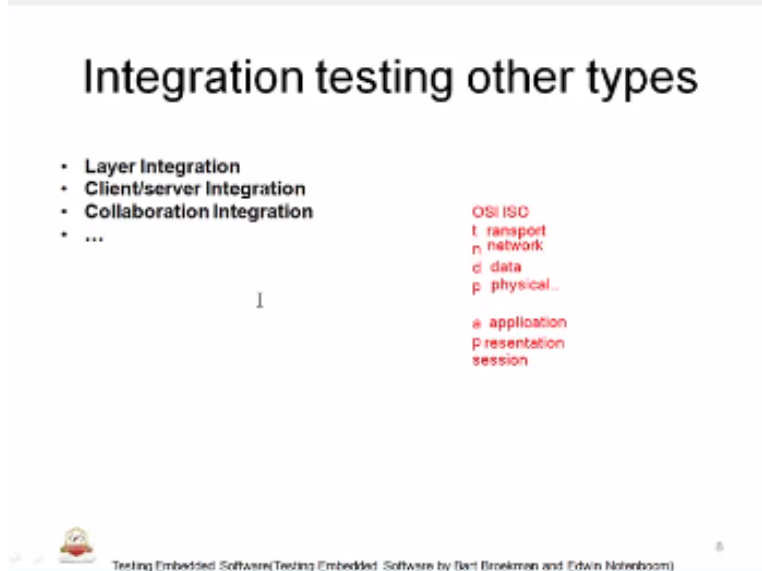 Integration testing other types
• Layer Integration
• Client/server Integration
• Collaboration Integration
• ...
OSI ISO
t ransport
n network
d data
p physical..
a application
p resentation
session
8
Testing Embedded Software(Testing Embedded Software by Bart Broekman and Edwin Notenboom)